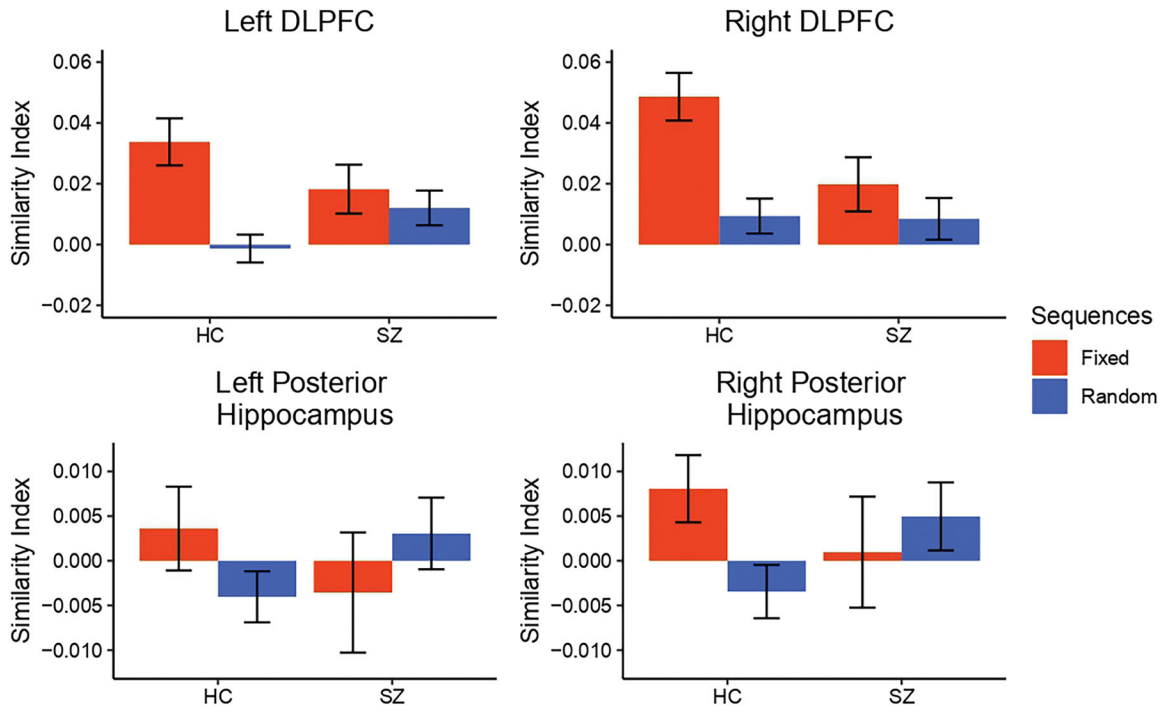 Left DLPFC
Similarity Index
0.06
0.04
0.02
0.00
−0.02
HC SZ
Right DLPFC
Similarity Index
0.06
0.04
0.02
0.00
−0.02
HC SZ
Sequences
Fixed
Random
Left Posterior
Hippocampus
Similarity Index
0.010
0.005
0.000
−0.005
−0.010
HC SZ
Right Posterior
Hippocampus
Similarity Index
0.010
0.005
0.000
−0.005
−0.010
HC SZ